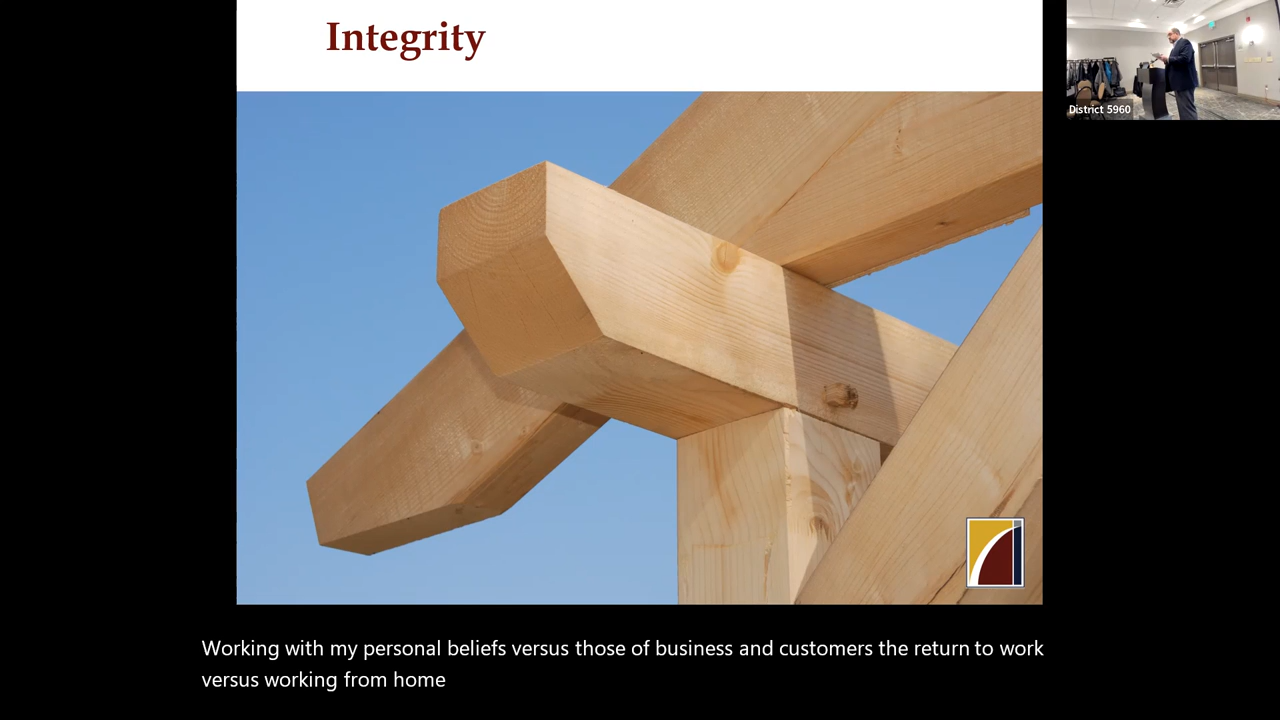 Integrity
District 5960
Working with my personal beliefs versus those of business and customers the return to work
versus working from home